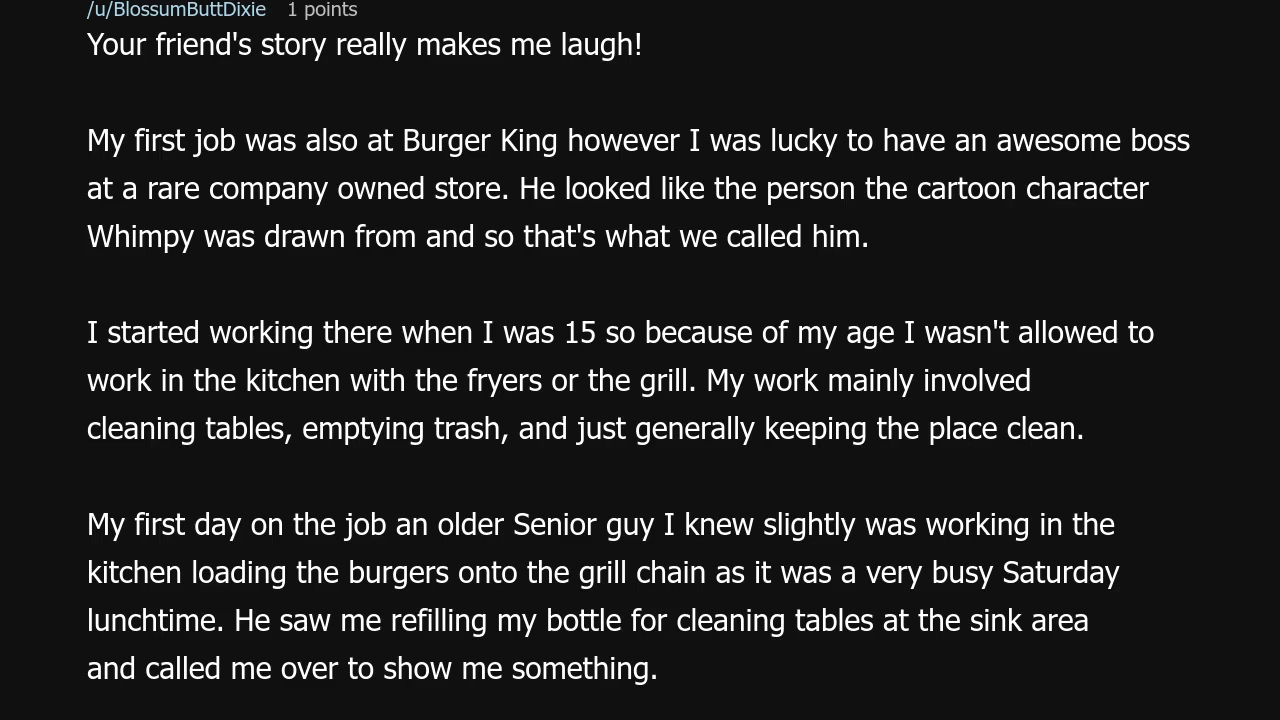 /u/BlossumButtDixie 1 points
Your friend's story really makes me laugh!
My first job was also at Burger King however I was lucky to have an awesome boss
at a rare company owned store. He looked like the person the cartoon character
Whimpy was drawn from and so that's what we called him.
I started working there when I was 15 so because of my age I wasn't allowed to
work in the kitchen with the fryers or the grill. My work mainly involved
cleaning tables, emptying trash, and just generally keeping the place clean.
My first day on the job an older Senior guy I knew slightly was working in the
kitchen loading the burgers onto the grill chain as it was a very busy Saturday
lunchtime. He saw me refilling my bottle for cleaning tables at the sink area
and called me over to show me something.